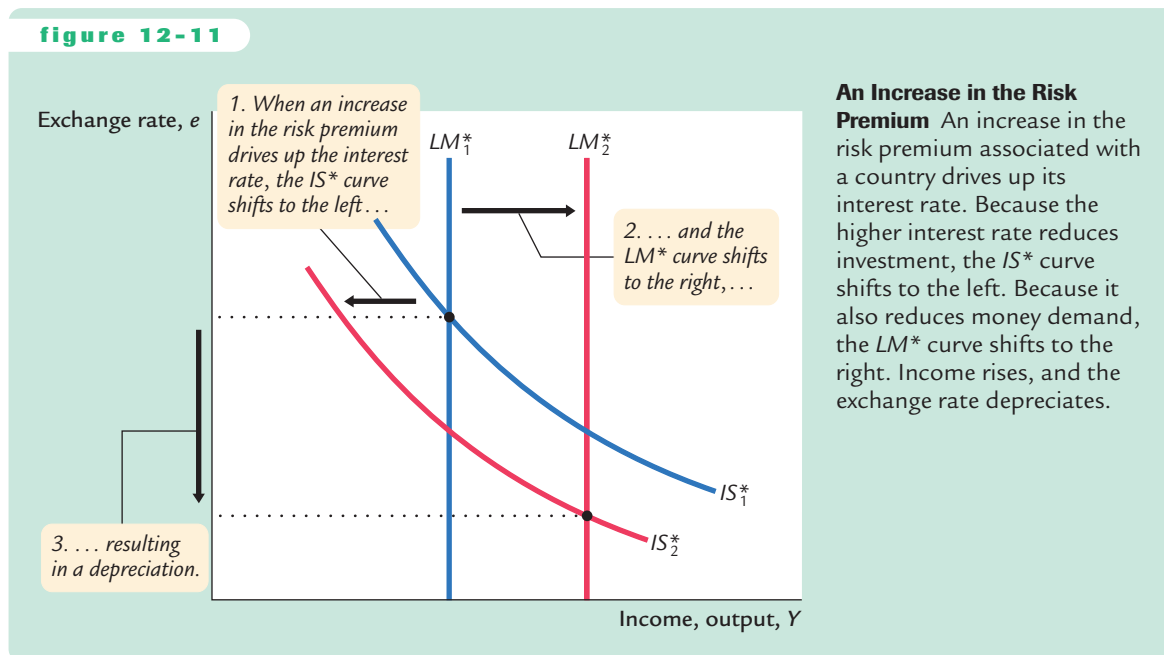 figure 12-11
Exchange rate, e
1. When an increase
in the risk premium
drives up the interest
rate, the IS* curve
shifts to the left . . .
LM*1
LM*2
2. . . . and the
LM* curve shifts
to the right, . . .
IS*1
IS*2
3. . . . resulting
in a depreciation.
Income, output, Y
An Increase in the Risk
Premium An increase in the
risk premium associated with
a country drives up its
interest rate. Because the
higher interest rate reduces
investment, the IS* curve
shifts to the left. Because it
also reduces money demand,
the LM* curve shifts to the
right. Income rises, and the
exchange rate depreciates.